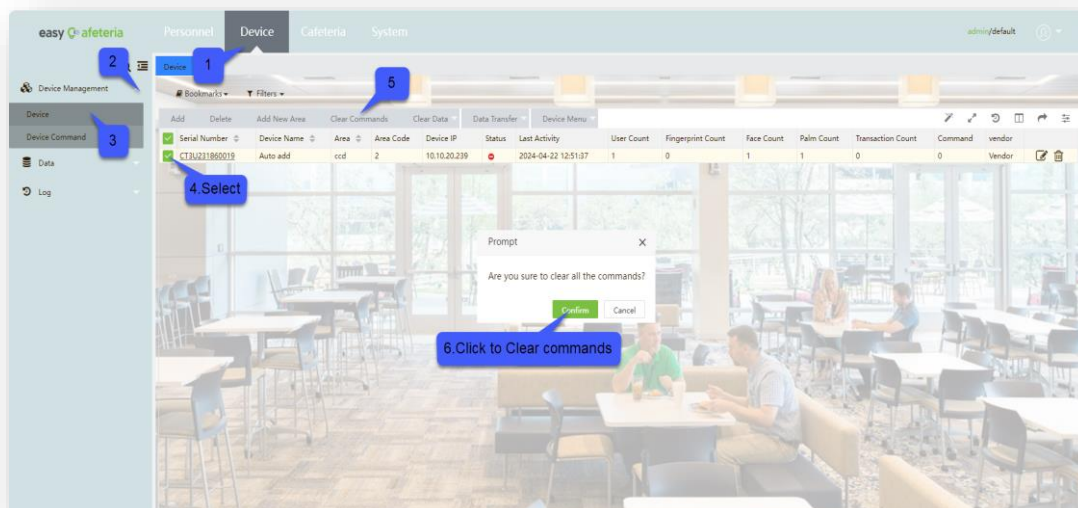 easy Cafeteria
Personnel Device Cafeteria System
admin/default
2
1
Device
5
Device Management
Bookmarks Filters
Device
Add Delete Add New Area Clear Commands Clear Data Data Transfer Device Menu
Device Command
3
Serial Number Device Name Area Area Code Device IP Status Last Activity User Count Fingerprint Count Face Count Palm Count Transaction Count Command vendor
Data
CT3U231860019 Auto add ccd 2 10.10.20.239 2024-04-22 12:51:37 1 0 1 1 0 0 Vendor
4.Select
Log
Prompt X
Are you sure to clear all the commands?
Confirm Cancel
6.Click to Clear commands